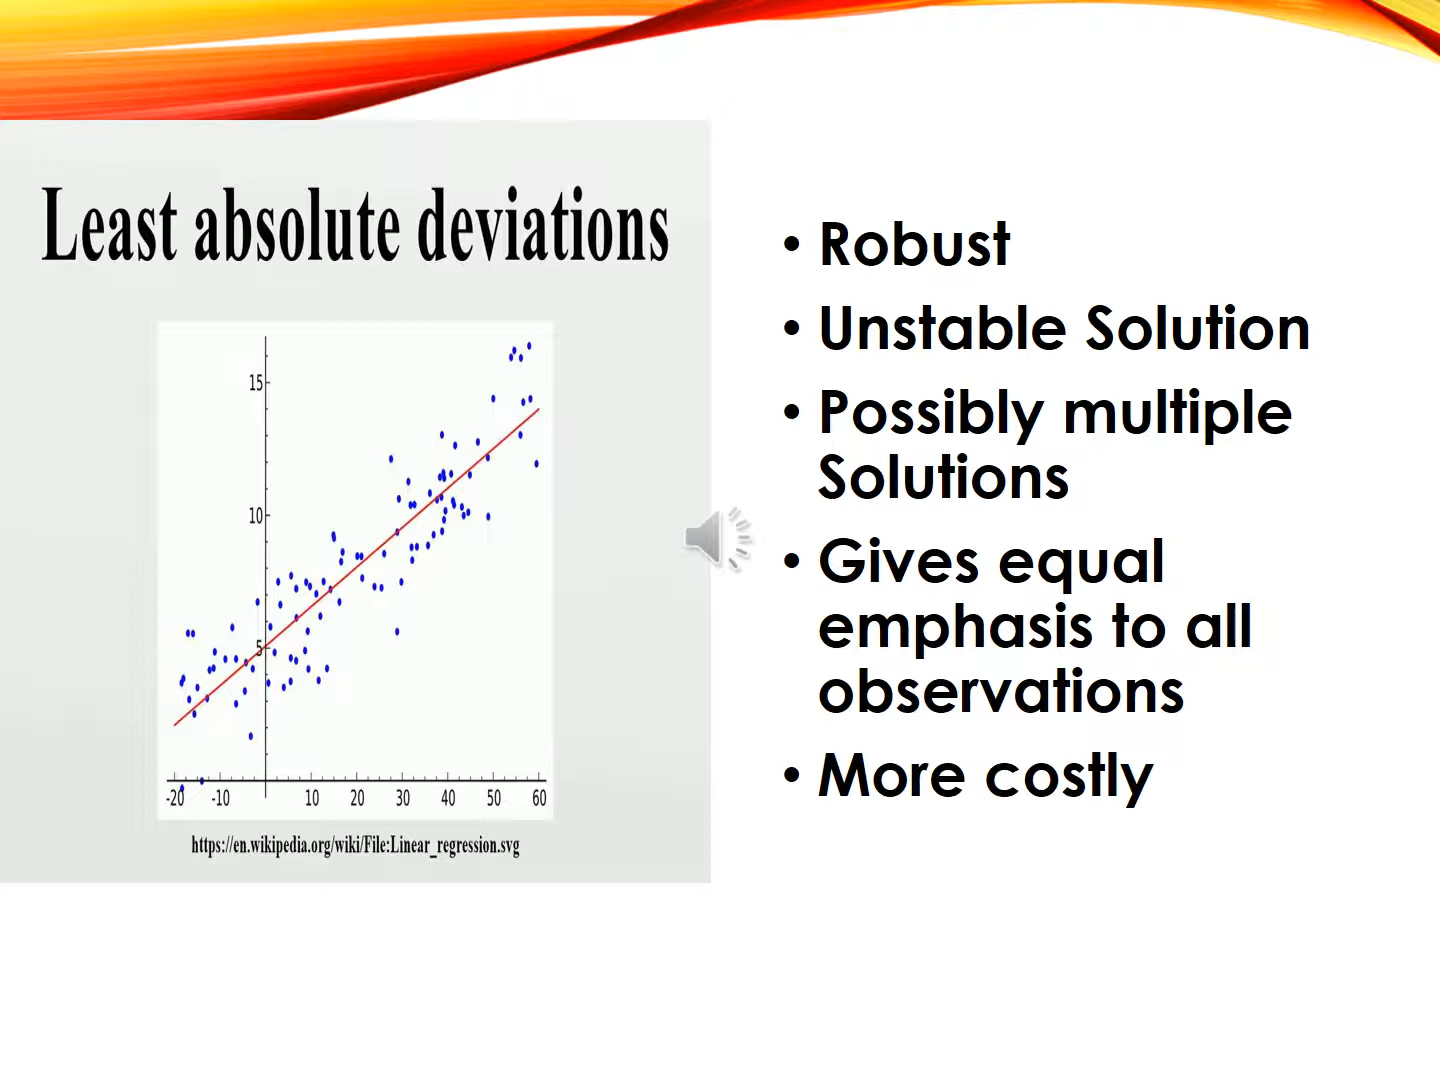 Least absolute deviations
15
10
5
-20 -10 10 20 30 40 50 60
https://en.wikipedia.org/wiki/File:Linear_regression.svg
• Robust
• Unstable Solution
• Possibly multiple
Solutions
• Gives equal
emphasis to all
observations
• More costly